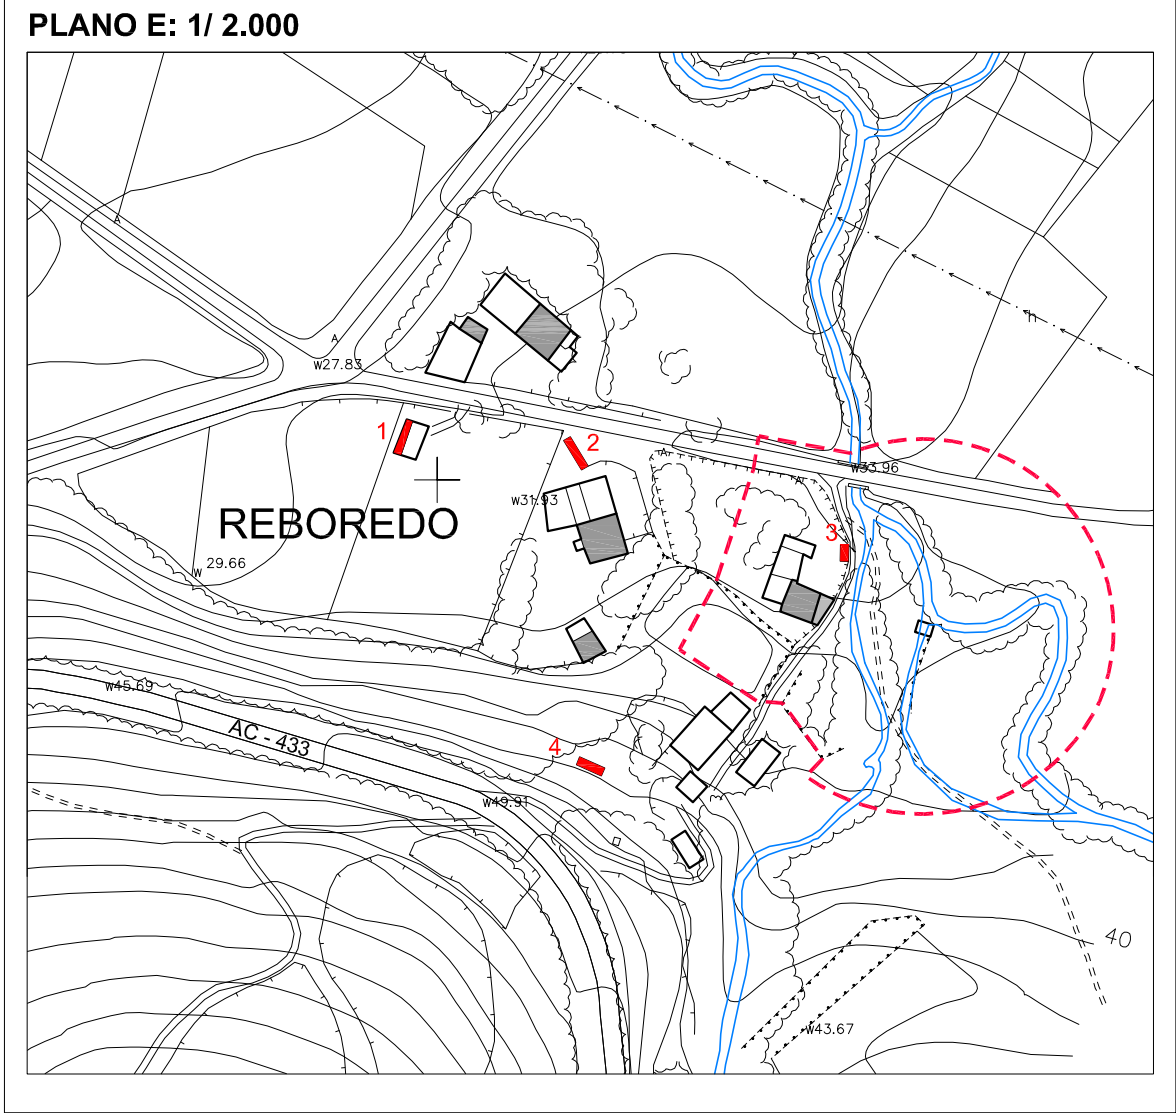 PLANO E: 1/ 2.000
A
h
A
W27.83
1
2
A
W33.96
A
W31.93
REBOREDO
3
W 29.66
W45.69
AC - 433
4
W49.91
40
W43.67